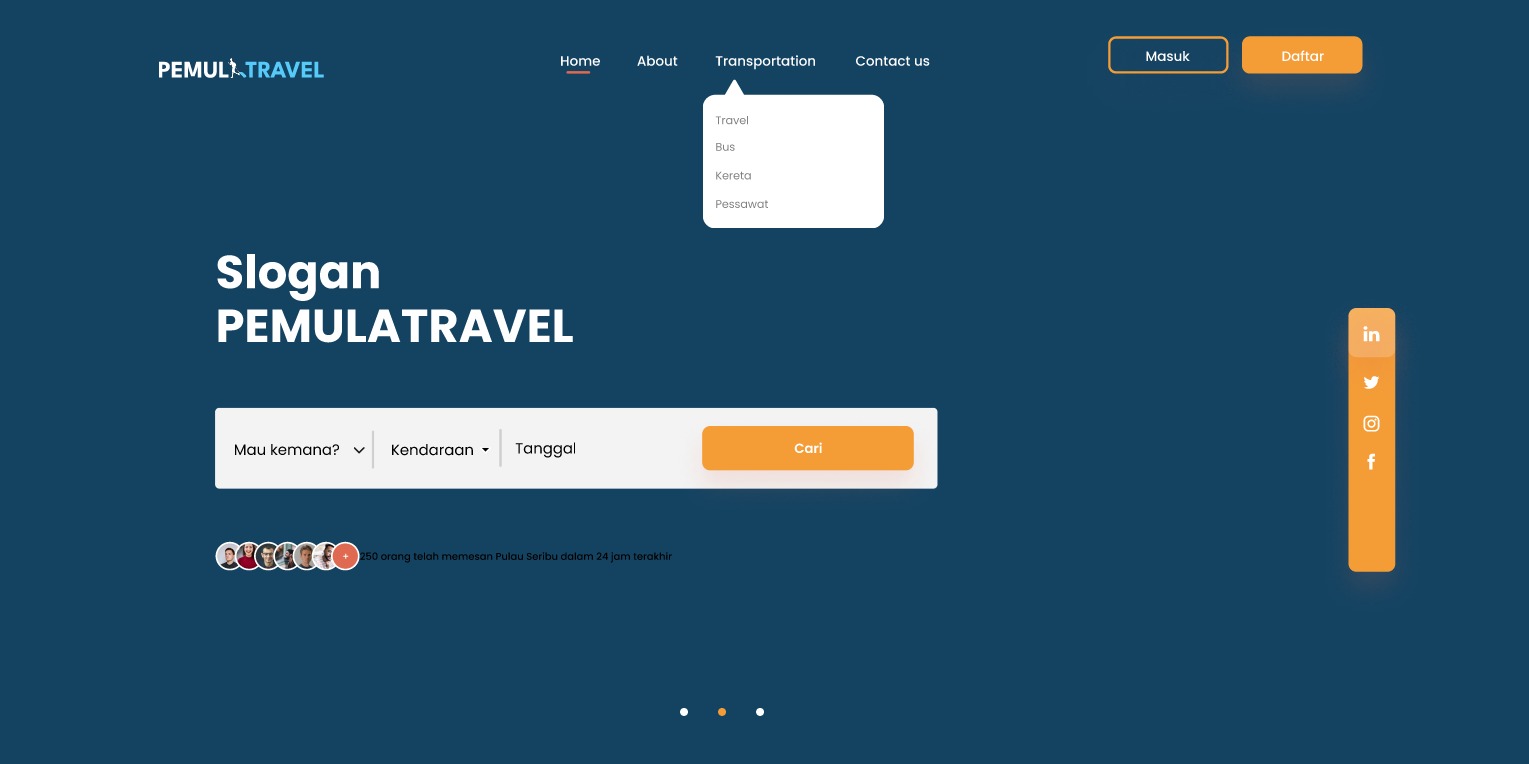 PEMULATRAVEL
Home
About
Transportation
Contact us
Masuk
Daftar
Travel
Bus
Kereta
Pessawat
Slogan
PEMULATRAVEL
in
Mau kemana?
Kendaraan
Tanggal
Cari
+
250 orang telah memesan Pulau Seribu dalam 24 jam terakhir